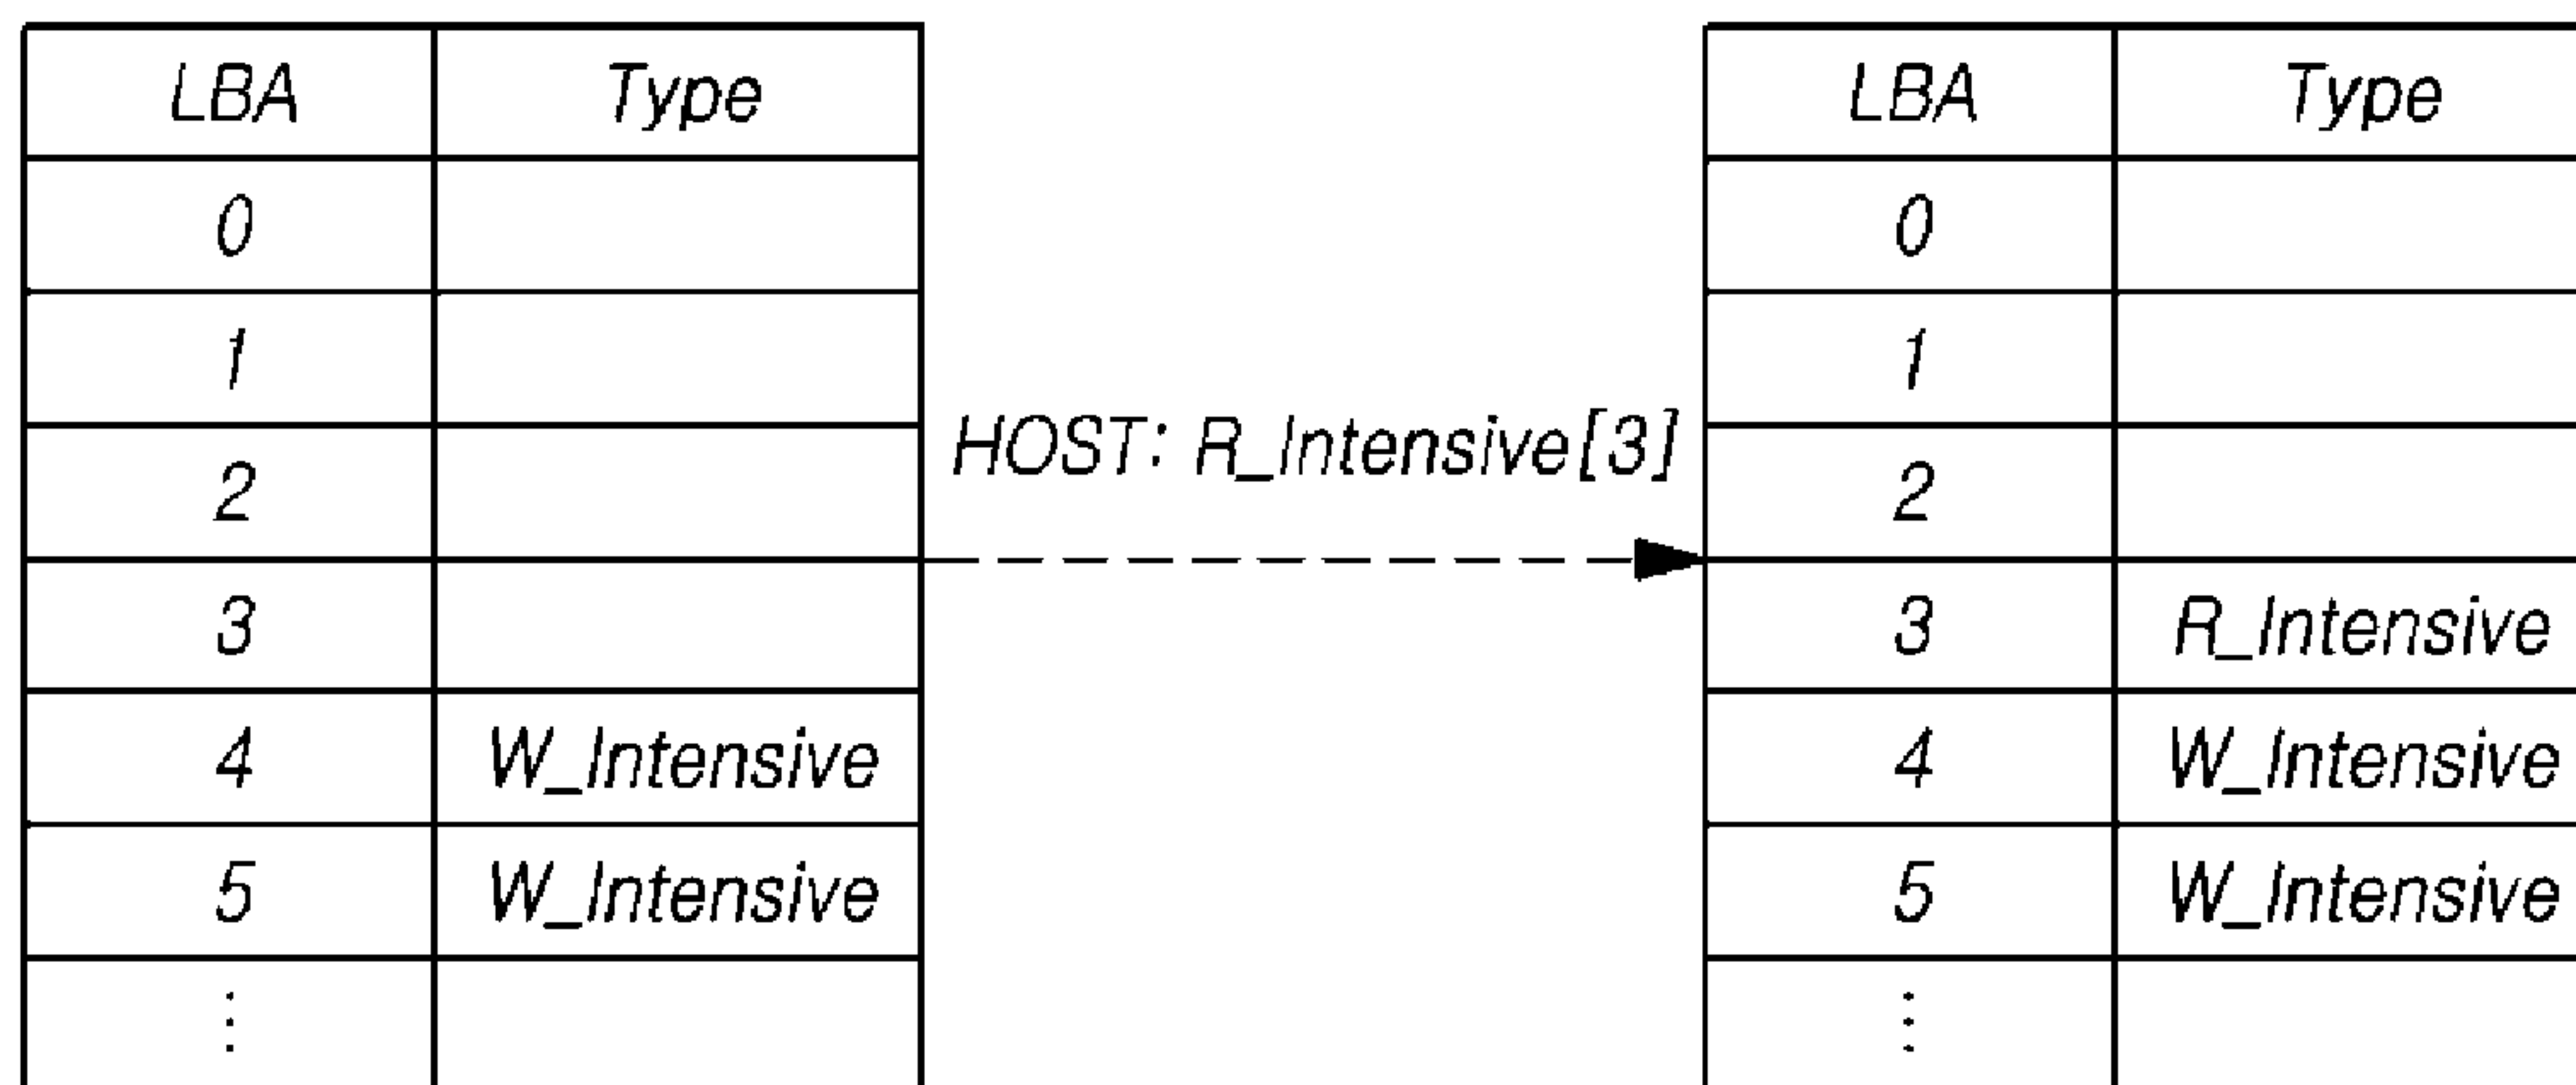 LBA Type
0
1
2
3
4 W_Intensive
5 W_Intensive
⋮
HOST: R_Intensive[3]
LBA Type
0
1
2
3 R_Intensive
4 W_Intensive
5 W_Intensive
⋮